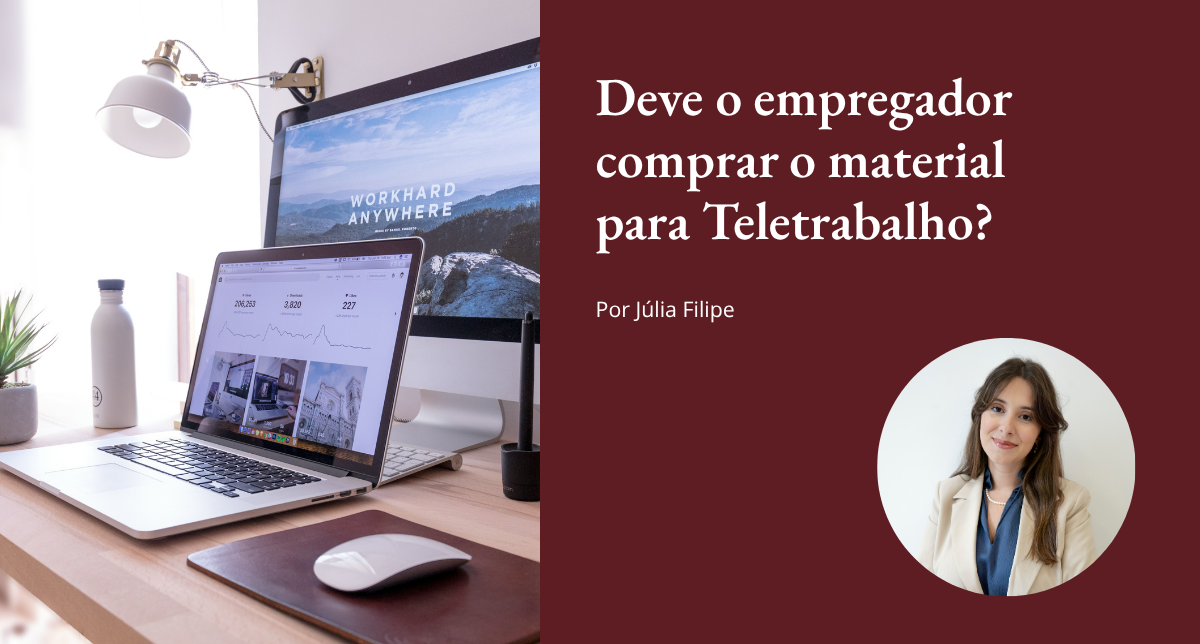 Deve o empregador
comprar o material
para Teletrabalho?
Por Júlia Filipe
WORKHARD
ANYWHERE
206,253
3,820
227